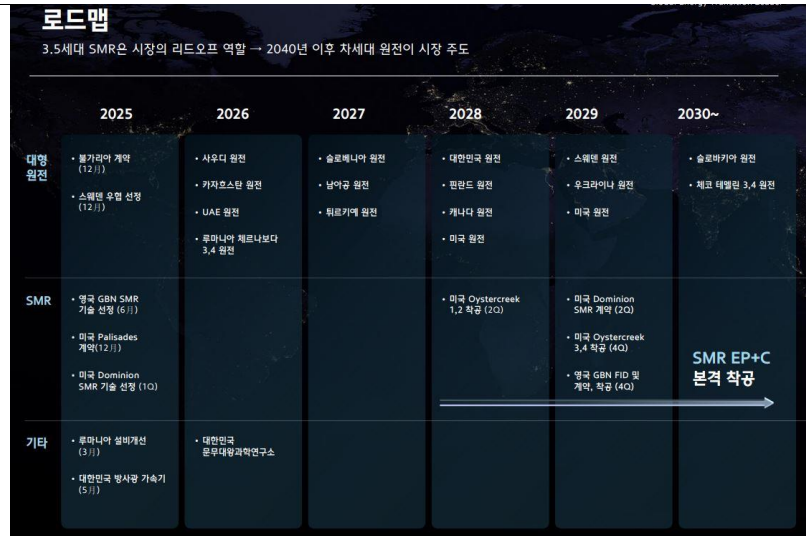 로드맵
3.5세대 SMR은 시장의 리드오프 역할 → 2040년 이후 차세대 원전이 시장 주도
2025
2026
2027
2028
2029
2030~
대형
원전
• 불가리아 계약
(12月)
• 스웨덴 우협 선정
(12月)
• 사우디 원전
• 카자흐스탄 원전
• UAE 원전
• 루마니아 체르나보다
3,4 원전
• 슬로베니아 원전
• 남아공 원전
• 튀르키예 원전
• 대한민국 원전
• 핀란드 원전
• 캐나다 원전
• 미국 원전
• 스웨덴 원전
• 우크라이나 원전
• 미국 원전
• 슬로바키아 원전
• 체코 테멜린 3,4 원전
SMR
• 영국 GBN SMR
기술 선정 (6月)
• 미국 Palisades
계약(12月)
• 미국 Dominion
SMR 기술 선정 (1Q)
• 미국 Oystercreek
1,2 착공 (2Q)
• 미국 Dominion
SMR 계약 (2Q)
• 미국 Oystercreek
3,4 착공 (4Q)
• 영국 GBN FID 및
계약, 착공 (4Q)
SMR EP+C
본격 착공
기타
• 루마니아 설비개선
(3月)
• 대한민국 방사광 가속기
(5月)
• 대한민국
문무대왕과학연구소